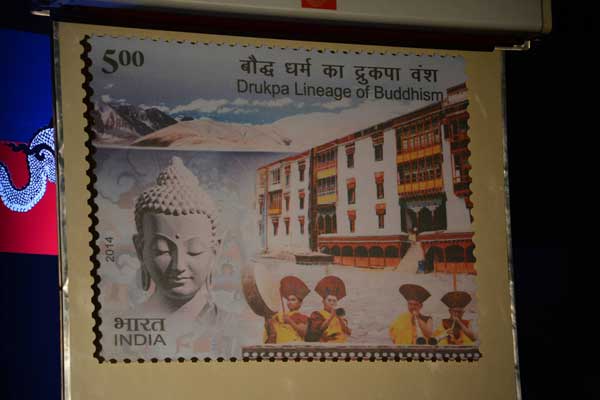 5.00
बौद्ध धर्म का द्रुकपा वंश
Drukpa Lineage of Buddhism
2014
भारत
INDIA